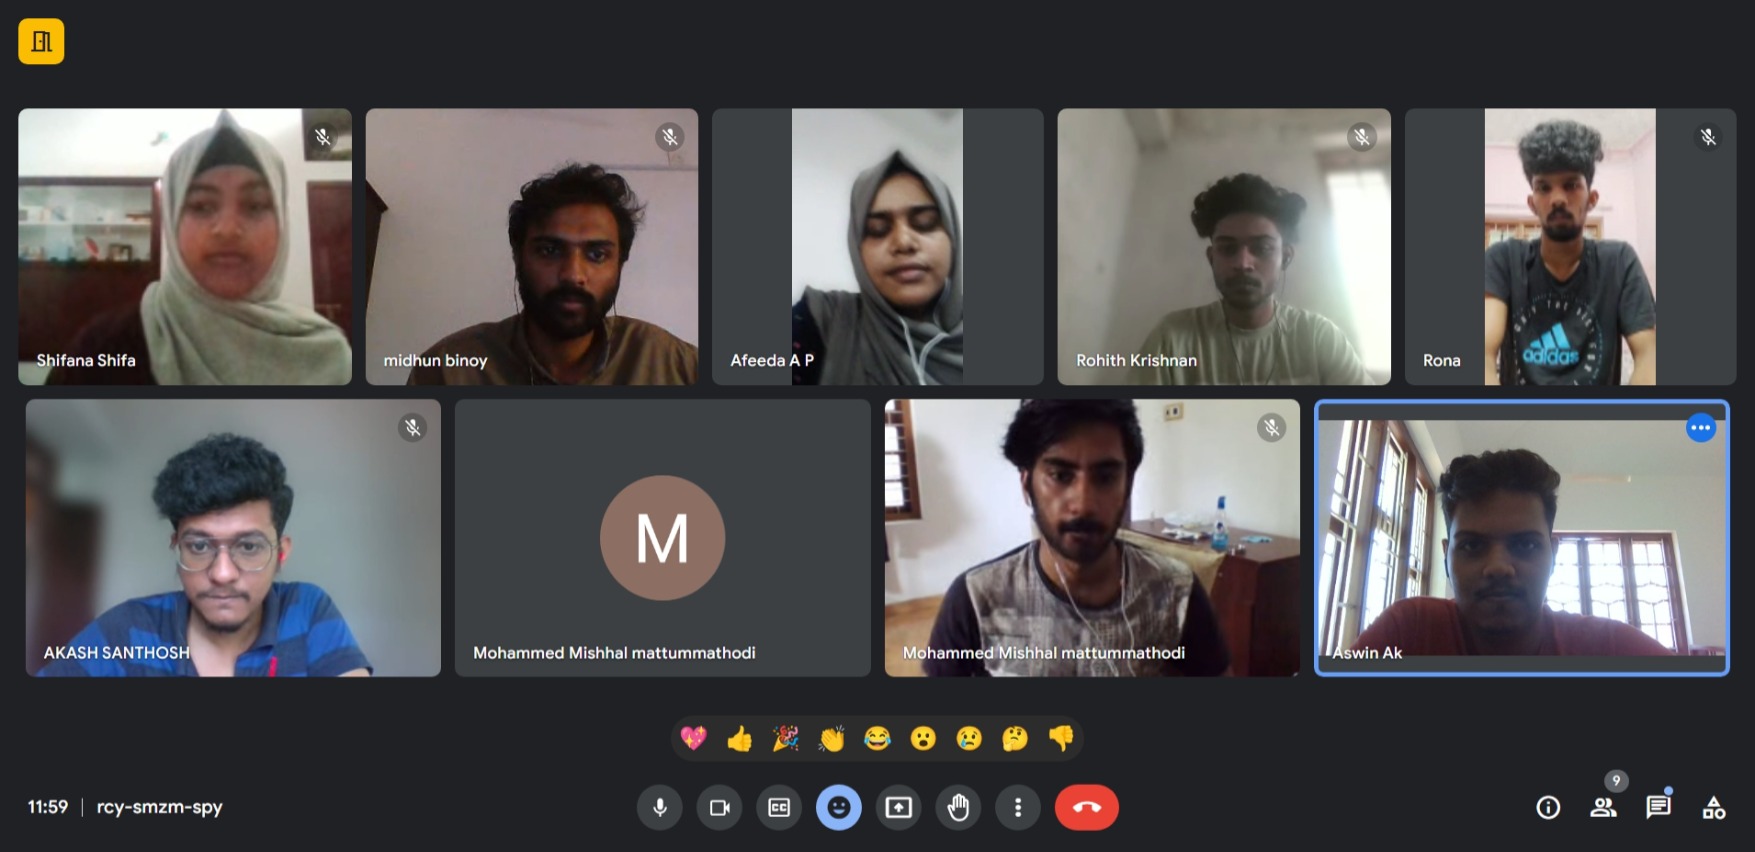 Shifana Shifa
midhun binoy
Afeeda A P
Rohith Krishnan
Rona
adidas
AKASH SANTHOSH
M
Mohammed Mishhal mattummathodi
Mohammed Mishhal mattummathodi
Aswin Ak
11:59 | rcy-smzm-spy
CC
9